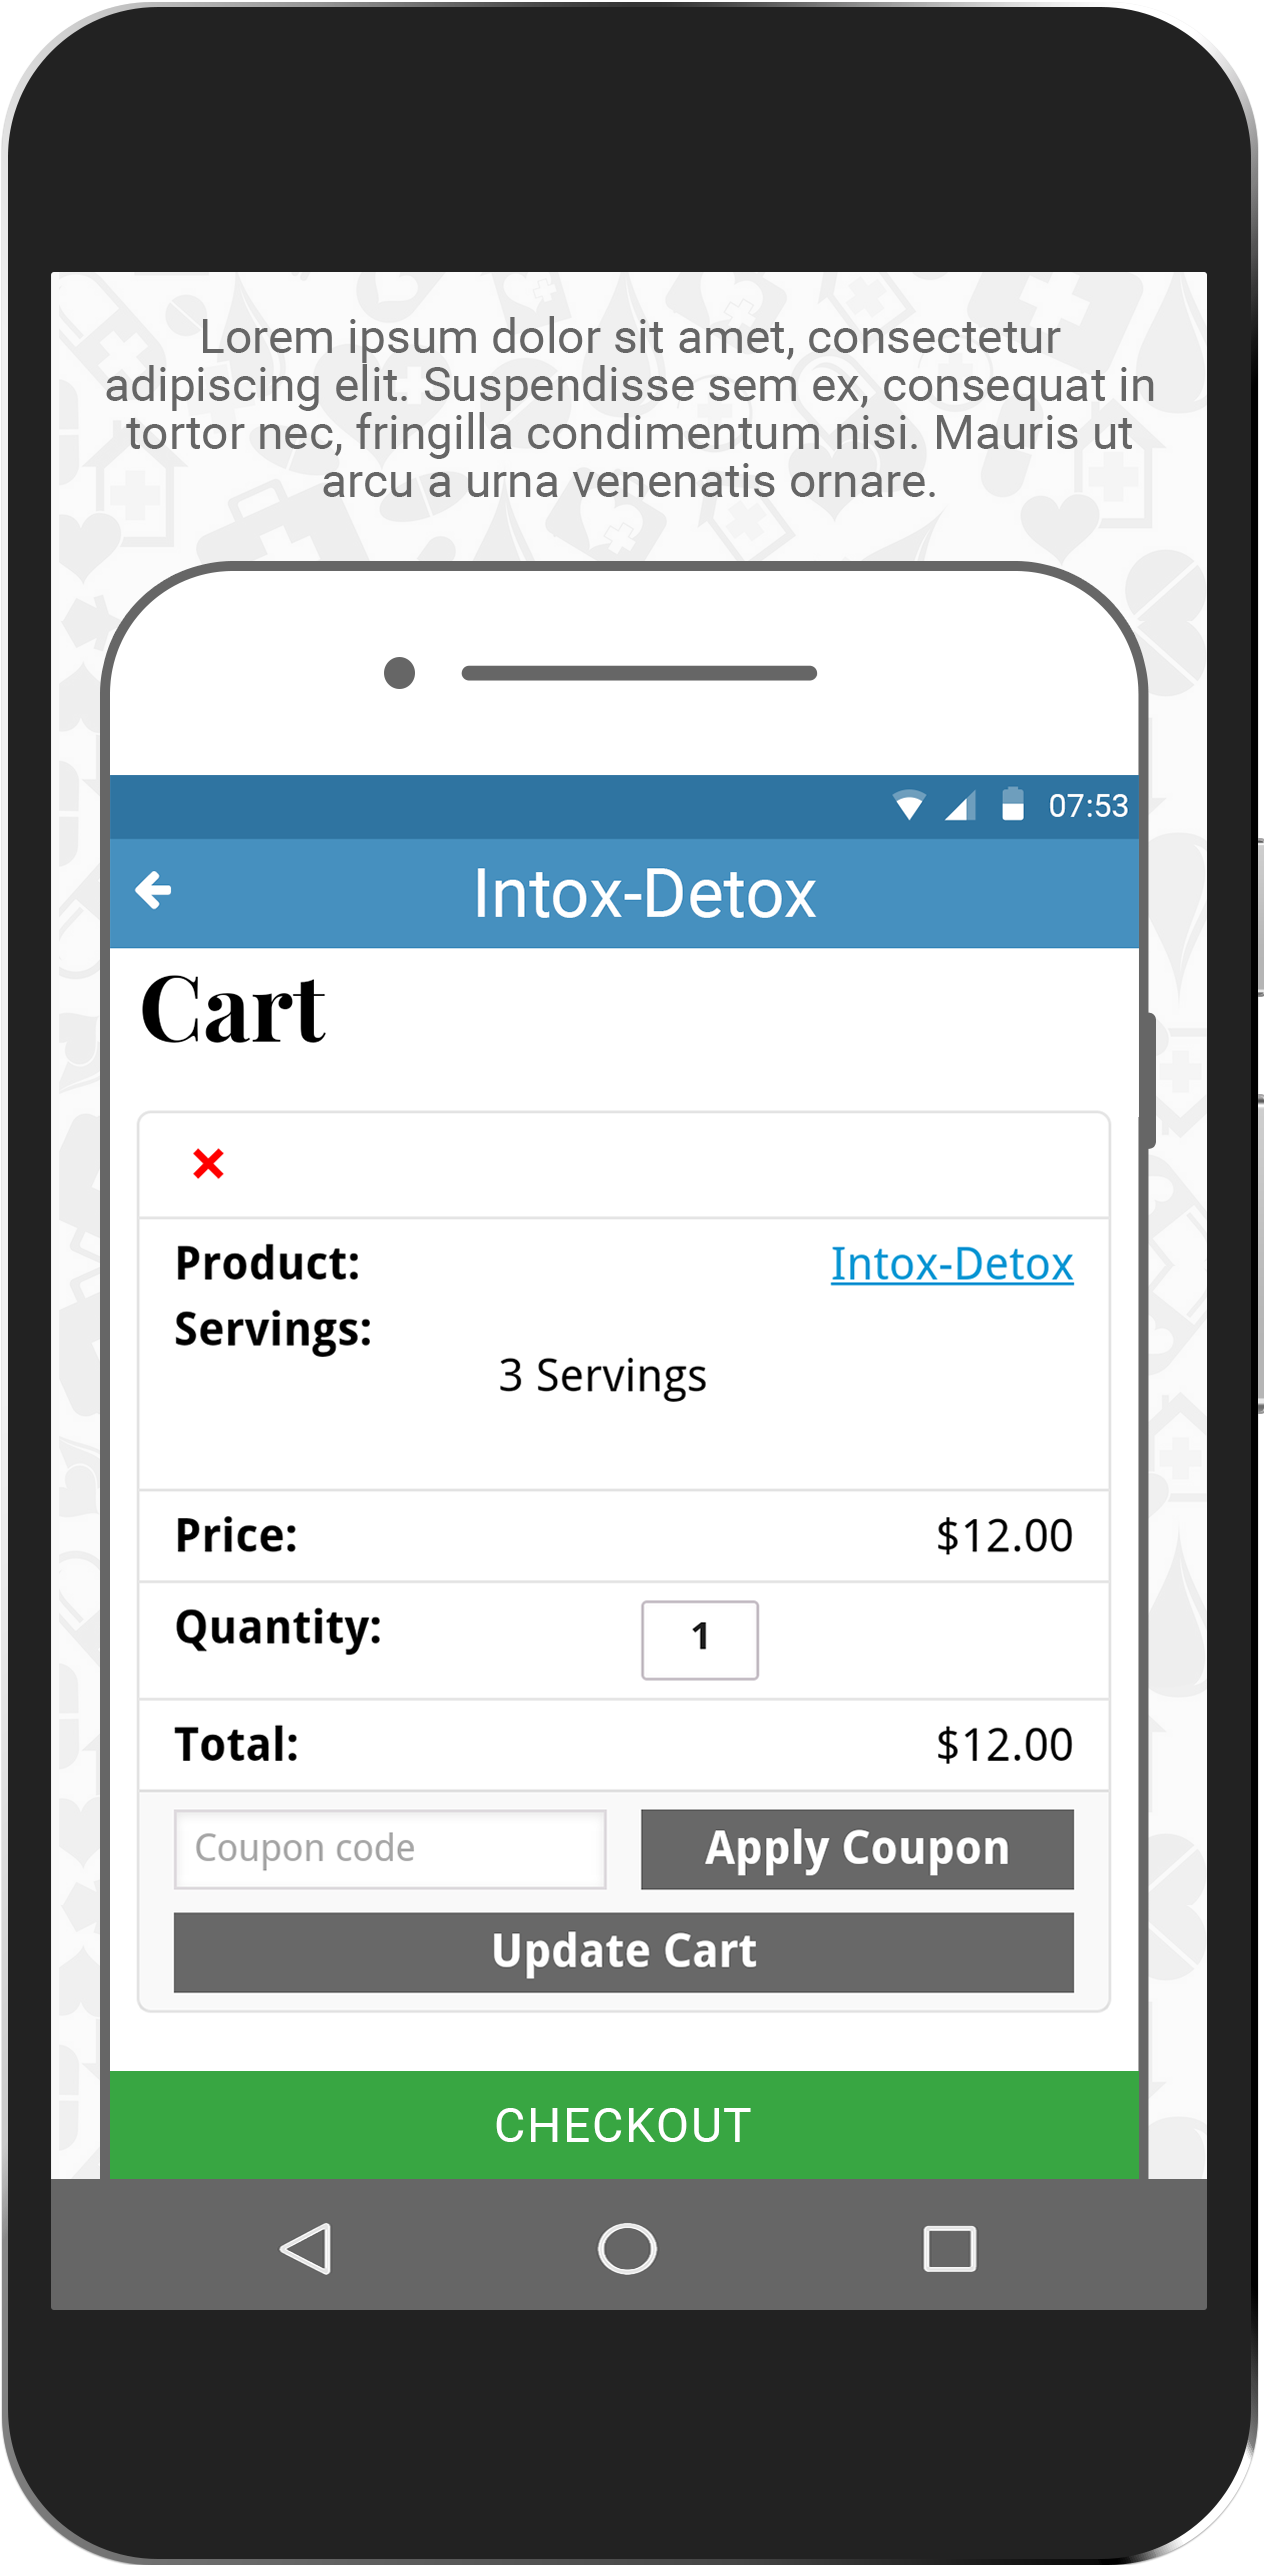 Lorem ipsum dolor sit amet, consectetur
adipiscing elit. Suspendisse sem ex, consequat in
tortor nec, fringilla condimentum nisi. Mauris ut
arcu a urna venenatis ornare.
07:53
Intox-Detox
Cart
Product: Intox-Detox
Servings:
3 Servings
Price: $12.00
Quantity: 1
Total: $12.00
Coupon code Apply Coupon
Update Cart
CHECKOUT